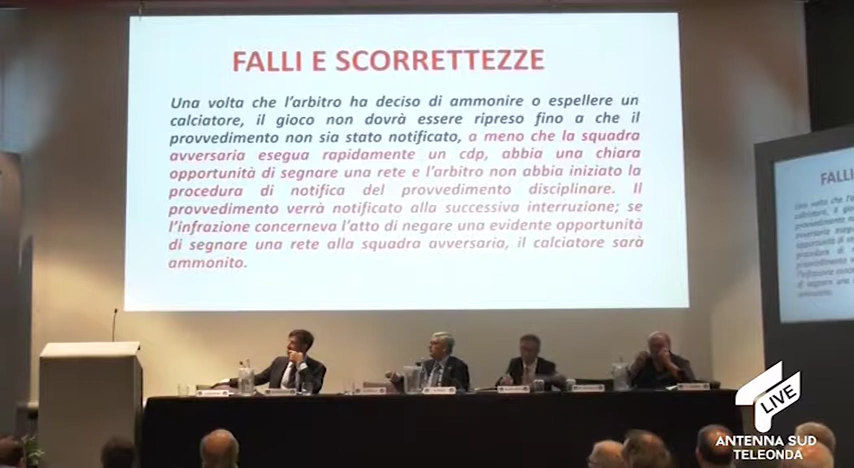 FALLI E SCORRETTEZZE
Una volta che l'arbitro ha deciso di ammonire o espellere un
calciatore, il gioco non dovrà essere ripreso fino a che il
provvedimento non sia stato notificato, a meno che la squadra
avversaria esegua rapidamente un cdp, abbia una chiara
opportunità di segnare una rete e l'arbitro non abbia iniziato la
procedura di notifica del provvedimento disciplinare. Il
provvedimento verrà notificato alla successiva interruzione; se
l'infrazione concerneva l'atto di negare una evidente opportunità
di segnare una rete alla squadra avversaria, il calciatore sarà
ammonito.
FALLI
LIVE
ANTENNA SUD
TELEONDA